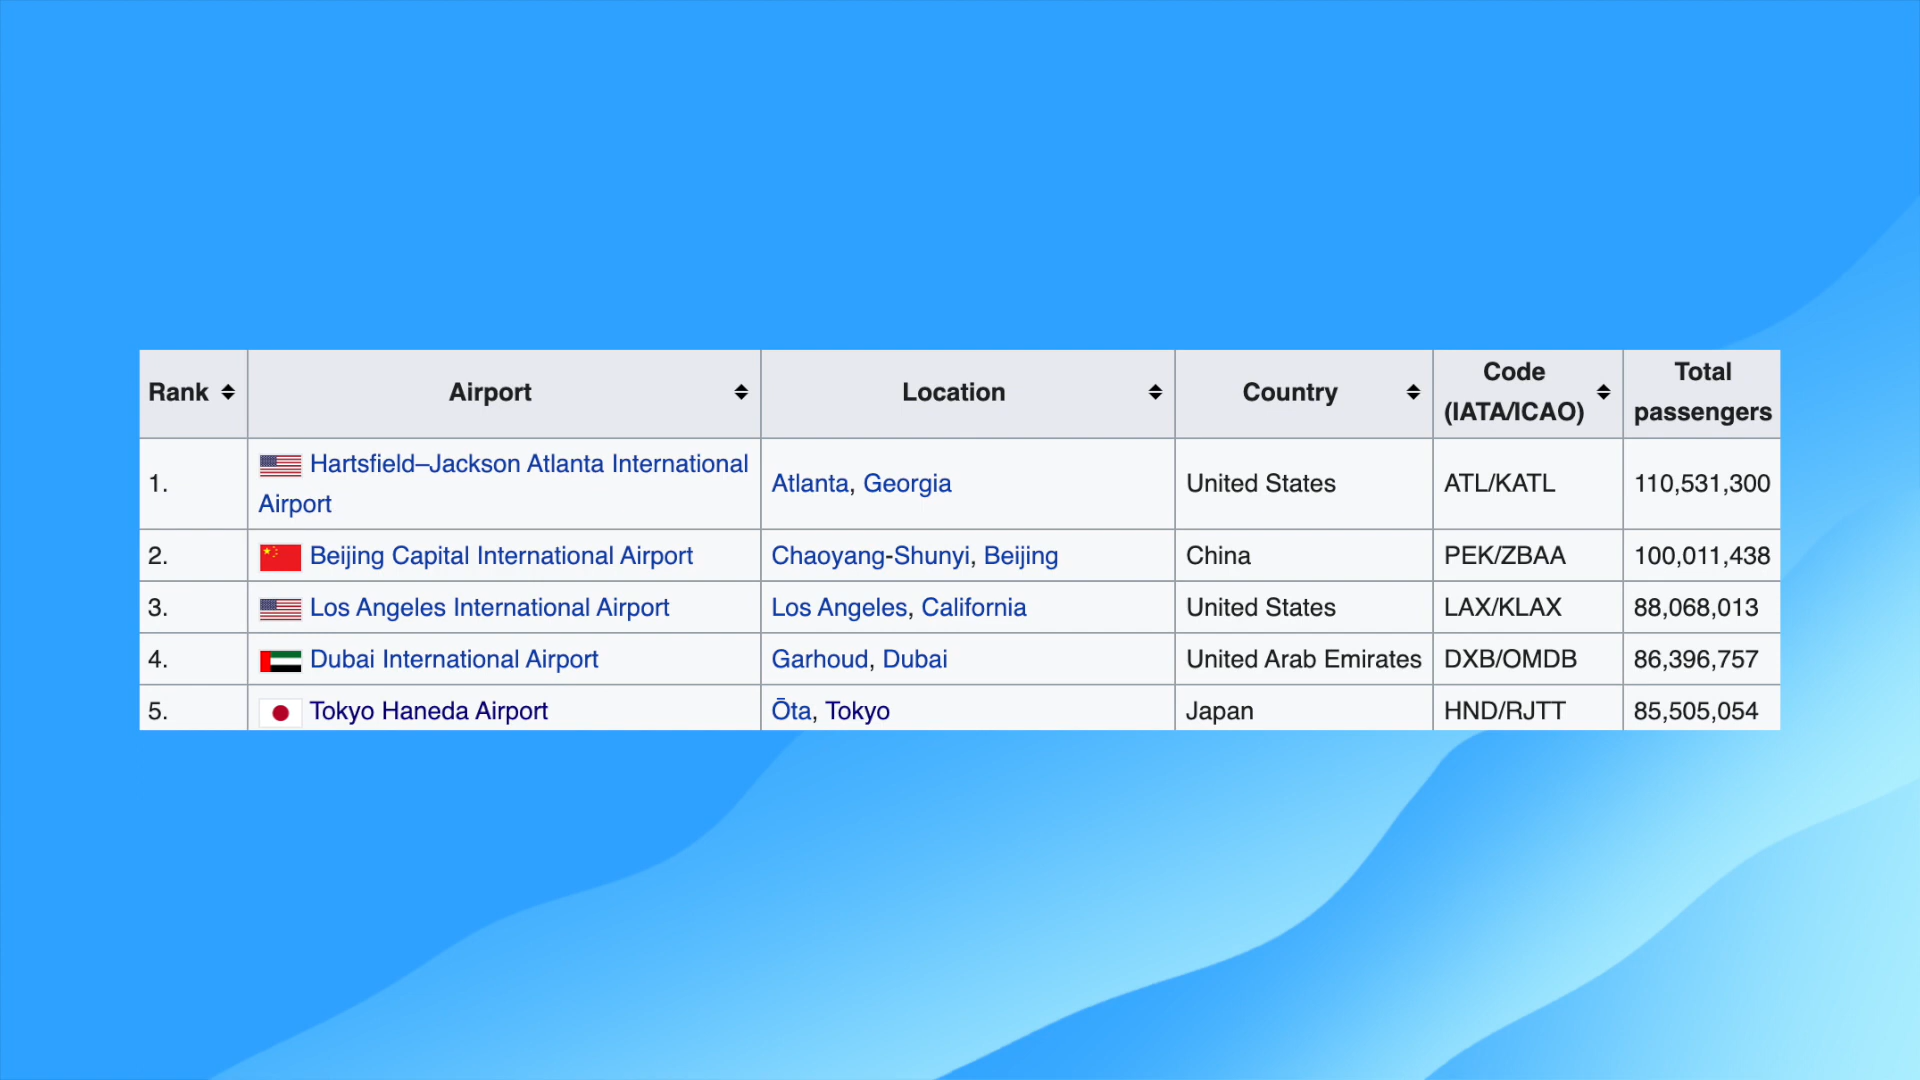 Rank Airport Location Country Code (IATA/ICAO) Total passengers
1. Hartsfield–Jackson Atlanta International Airport Atlanta, Georgia United States ATL/KATL 110,531,300
2. Beijing Capital International Airport Chaoyang-Shunyi, Beijing China PEK/ZBAA 100,011,438
3. Los Angeles International Airport Los Angeles, California United States LAX/KLAX 88,068,013
4. Dubai International Airport Garhoud, Dubai United Arab Emirates DXB/OMDB 86,396,757
5. Tokyo Haneda Airport Ōta, Tokyo Japan HND/RJTT 85,505,054